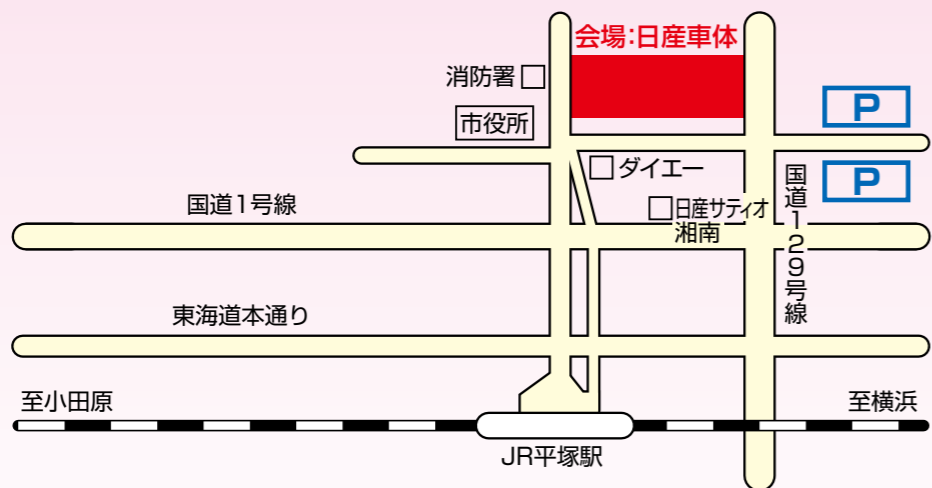 会場:日産車体
消防署
P
市役所
ダイエー
P
国道129号線
国道1号線
日産サティオ
湘南
東海道本通り
至小田原
至横浜
JR平塚駅